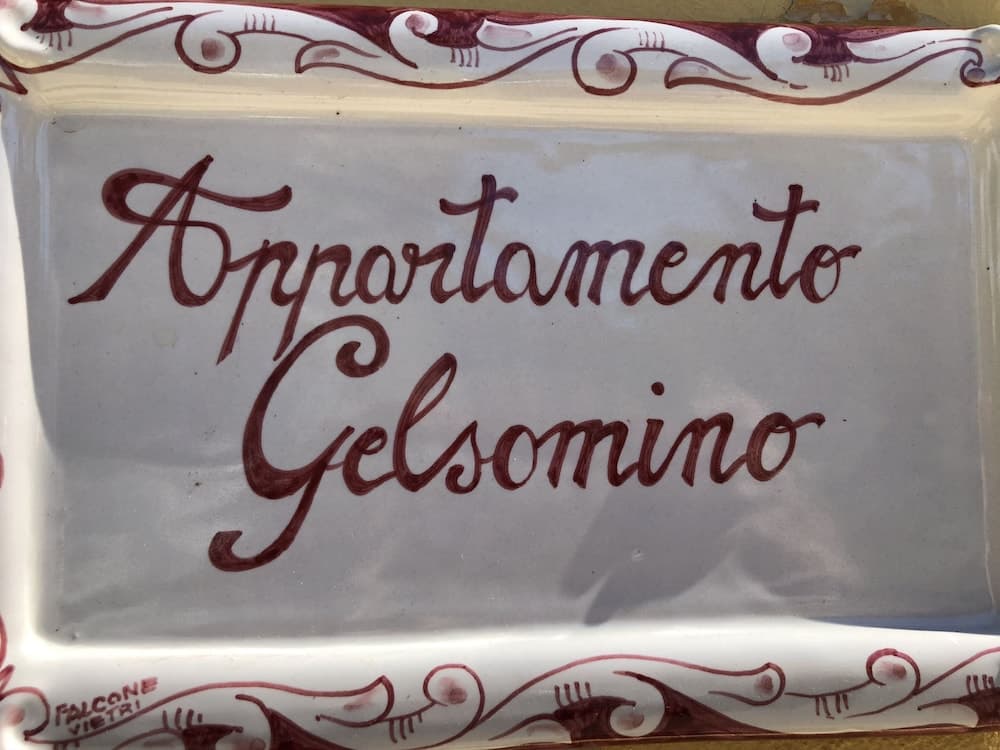 Appartamento
Gelsomino
FALCONE
VIETRI